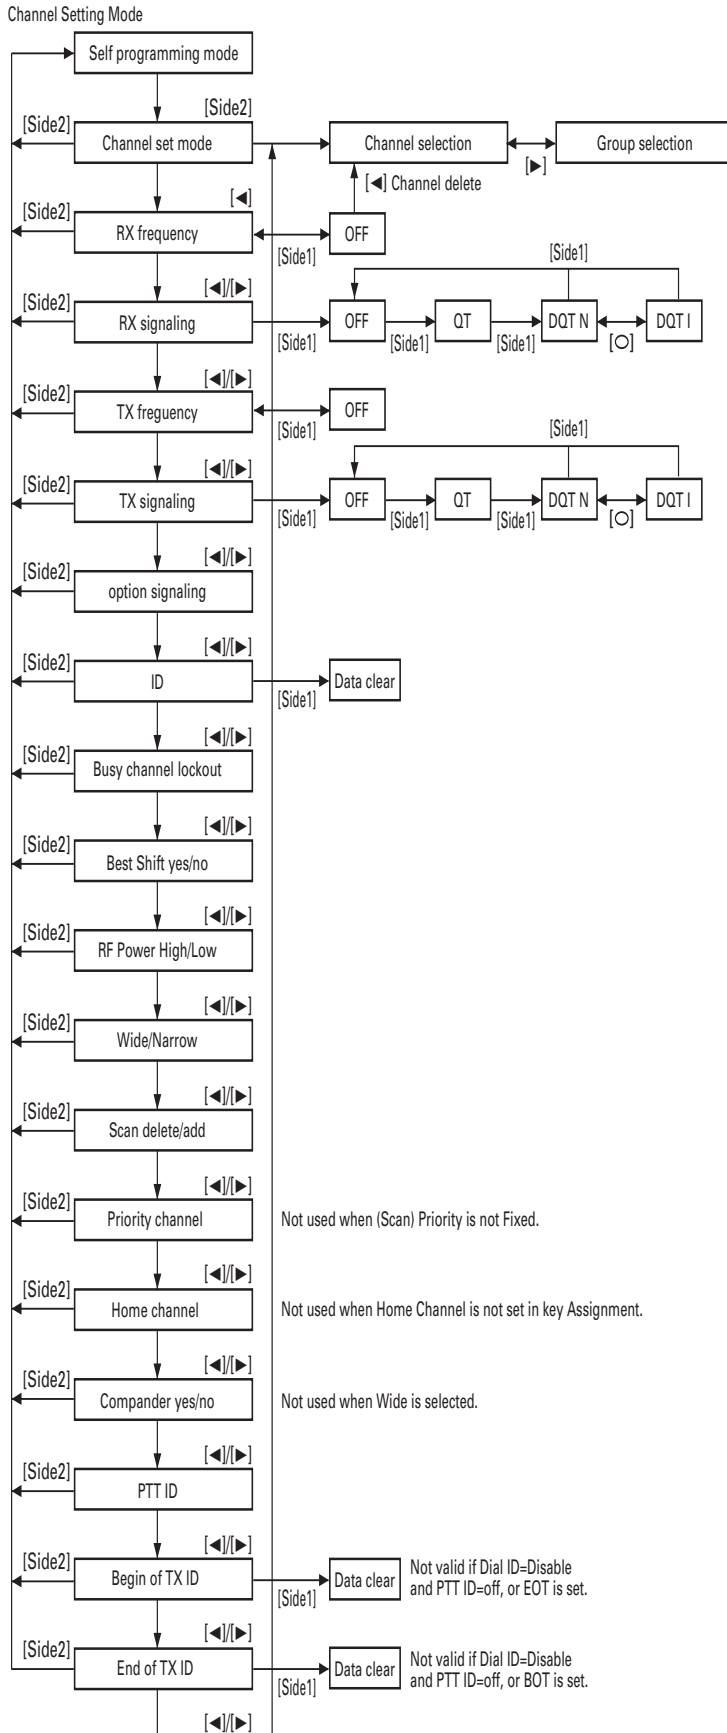 Channel Setting Mode
Self programming mode
[Side2]
[Side2] Channel set mode Channel selection Group selection
[▶]
[◀] Channel delete
[◀]
[Side2] RX frequency OFF
[Side1]
[◀]/[▶] [Side1]
[Side2] RX signaling OFF QT DQT N DQT I
[Side1] [Side1] [Side1] [O]
[◀]/[▶]
[Side2] TX freguency OFF
[Side1]
[◀]/[▶] [Side1]
[Side2] TX signaling OFF QT DQT N DQT I
[Side1] [Side1] [Side1] [O]
[◀]/[▶]
[Side2] option signaling
[◀]/[▶]
[Side2] ID Data clear
[Side1]
[◀]/[▶]
[Side2] Busy channel lockout
[◀]/[▶]
[Side2] Best Shift yes/no
[◀]/[▶]
[Side2] RF Power High/Low
[◀]/[▶]
[Side2] Wide/Narrow
[◀]/[▶]
[Side2] Scan delete/add
[◀]/[▶]
[Side2] Priority channel Not used when (Scan) Priority is not Fixed.
[◀]/[▶]
[Side2] Home channel Not used when Home Channel is not set in key Assignment.
[◀]/[▶]
[Side2] Compander yes/no Not used when Wide is selected.
[◀]/[▶]
[Side2] PTT ID
[◀]/[▶]
[Side2] Begin of TX ID Data clear Not valid if Dial ID=Disable
[Side1] and PTT ID=off, or EOT is set.
[◀]/[▶]
[Side2] End of TX ID Data clear Not valid if Dial ID=Disable
[Side1] and PTT ID=off, or BOT is set.
[◀]/[▶]